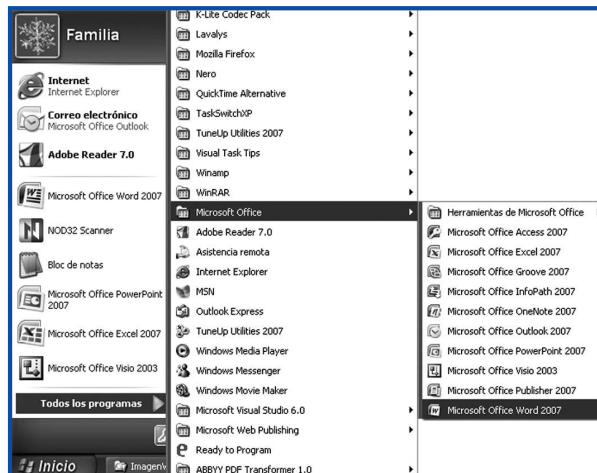 Familia
Internet
Internet Explorer
Correo electrónico
Microsoft Office Outlook
Adobe Reader 7.0
Microsoft Office Word 2007
NOD32 Scanner
Bloc de notas
Microsoft Office PowerPoint
2007
Microsoft Office Excel 2007
Microsoft Office Visio 2003
Todos los programas
Inicio
K-Lite Codec Pack
Lavalys
Mozilla Firefox
Nero
QuickTime Alternative
TaskSwitchXP
TuneUp Utilities 2007
Visual Task Tips
Winamp
WinRAR
Microsoft Office
Adobe Reader 7.0
Asistencia remota
Internet Explorer
MSN
Outlook Express
TuneUp Utilities 2007
Windows Media Player
Windows Messenger
Windows Movie Maker
Microsoft Visual Studio 6.0
Microsoft Web Publishing
Ready to Program
ABBYY PDF Transformer 1.0
Herramientas de Microsoft Office
Microsoft Office Access 2007
Microsoft Office Excel 2007
Microsoft Office Groove 2007
Microsoft Office InfoPath 2007
Microsoft Office OneNote 2007
Microsoft Office Outlook 2007
Microsoft Office PowerPoint 2007
Microsoft Office Visio 2003
Microsoft Office Publisher 2007
Microsoft Office Word 2007